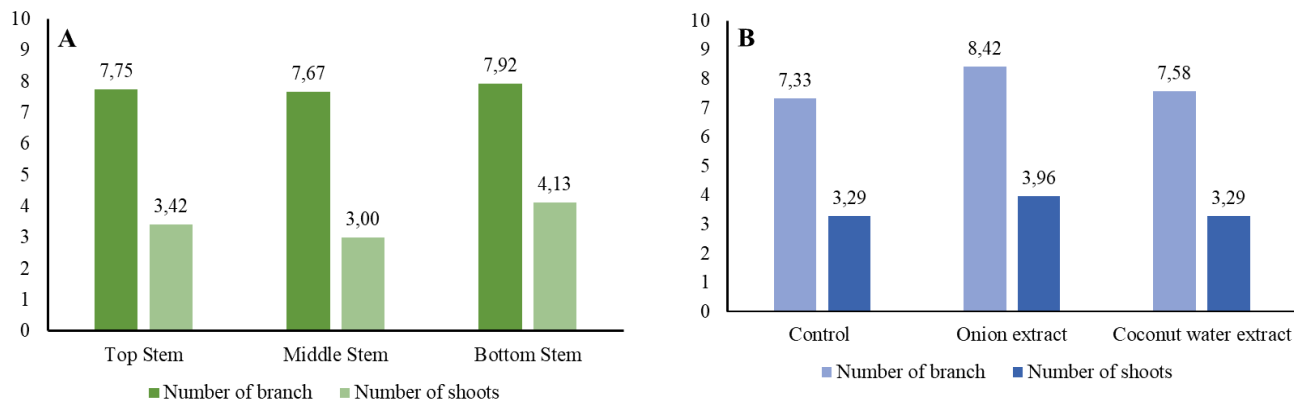 A
10
9
8
7
6
5
4
3
2
1
0
7,75
3,42
7,67
3,00
7,92
4,13
Top Stem
Middle Stem
Bottom Stem
Number of branch
Number of shoots
B
10
9
8
7
6
5
4
3
2
1
0
7,33
3,29
8,42
3,96
7,58
3,29
Control
Onion extract
Coconut water extract
Number of branch
Number of shoots